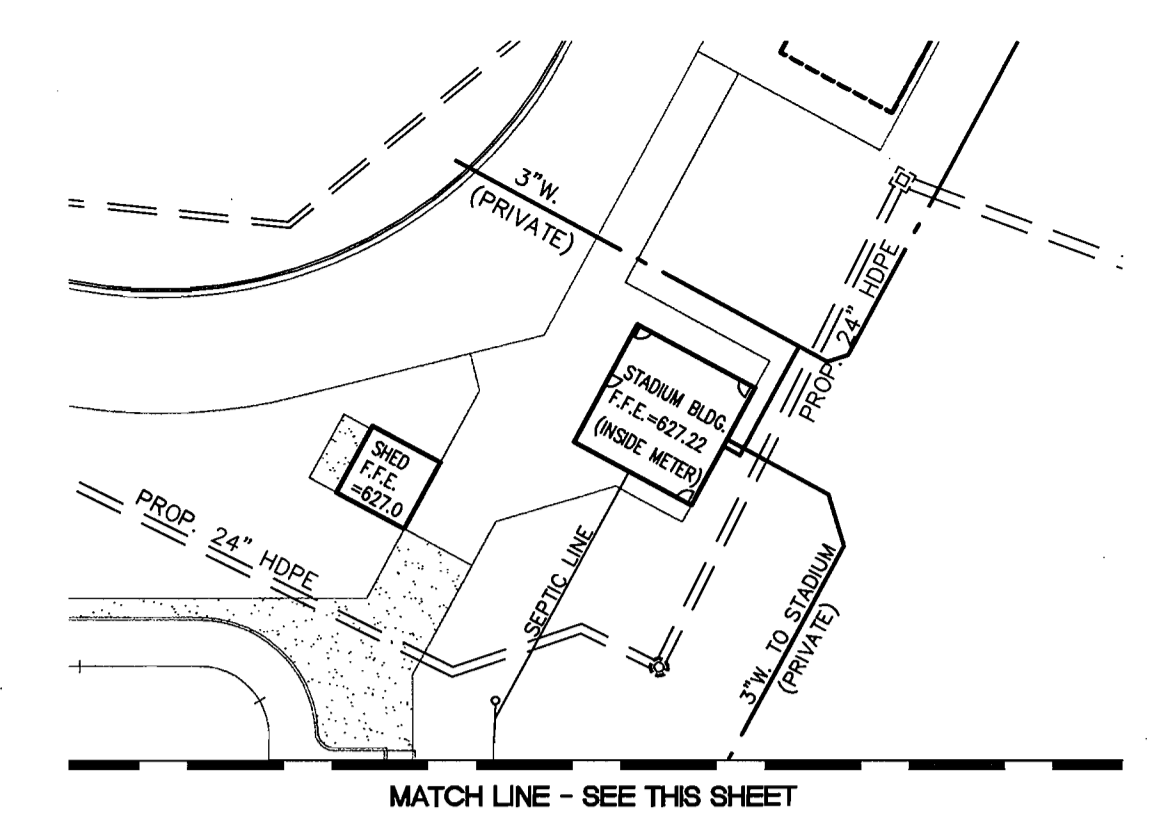 3"W.
(PRIVATE)
PROP. 24" HDPE
STADIUM BLDG.
F.F.E.=627.22
(INSIDE METER)
SHED
F.F.E.
=627.0
PROP. 24" HDPE
SEPTIC LINE
3"W. TO STADIUM
(PRIVATE)
MATCH LINE - SEE THIS SHEET